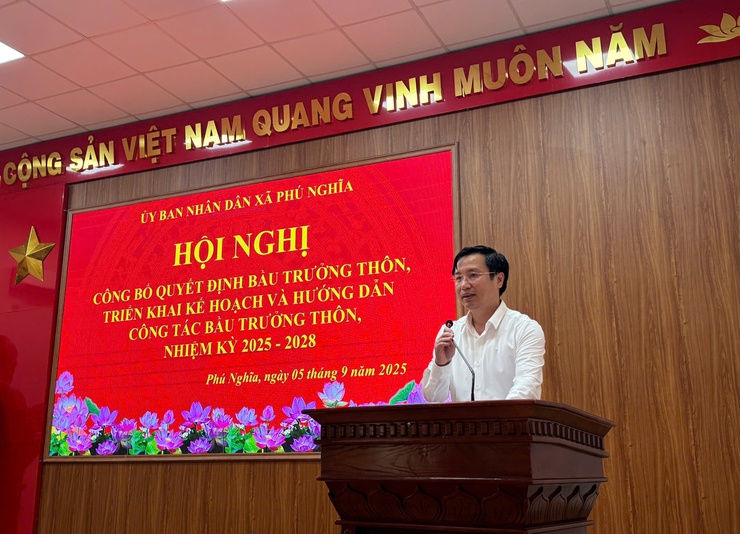 CỘNG SẢN VIỆT NAM QUANG VINH MUÔN NĂM
ỦY BAN NHÂN DÂN XÃ PHÚ NGHĨA
HỘI NGHỊ
CÔNG BỐ QUYẾT ĐỊNH BẦU TRƯỞNG THÔN,
TRIỂN KHAI KẾ HOẠCH VÀ HƯỚNG DẪN
CÔNG TÁC BẦU TRƯỞNG THÔN,
NHIỆM KỲ 2025 - 2028
Phú Nghĩa, ngày 05 tháng 9 năm 2025